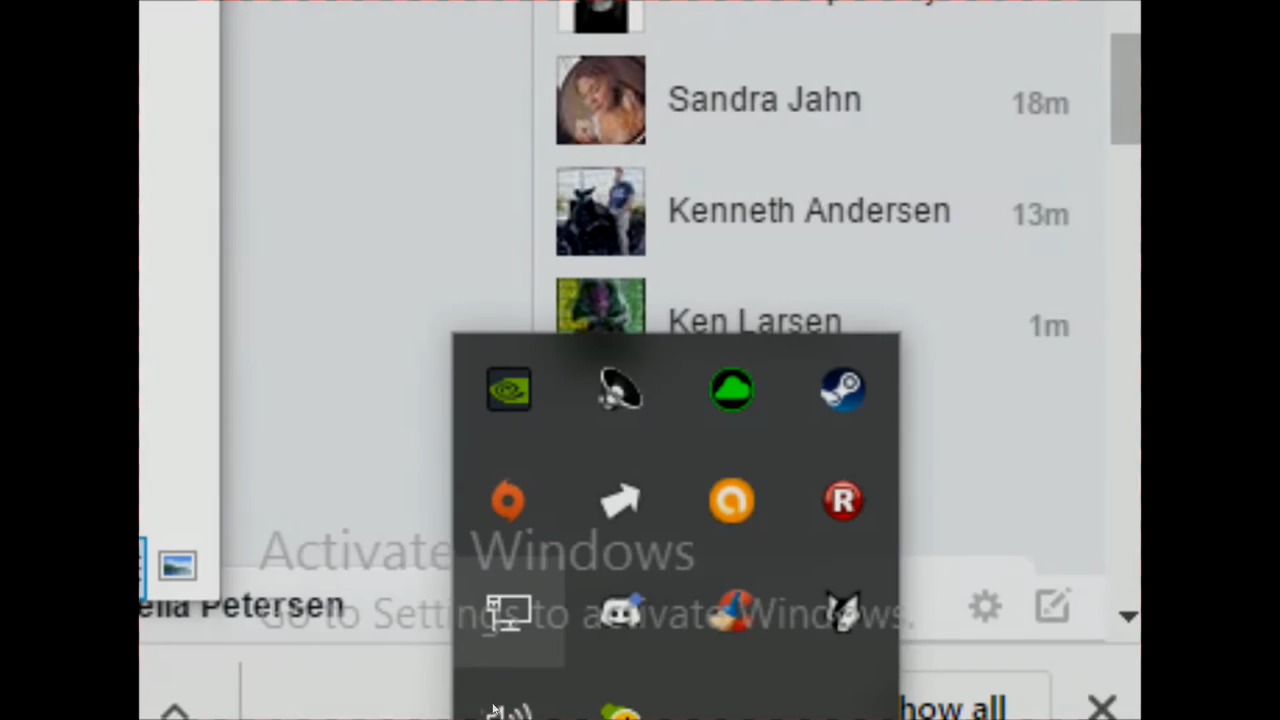 Sandra Jahn 18m
Kenneth Andersen 13m
Ken Larsen 1m
R
Activate Windows
Petersen
Go to Settings to activate Windows.
how all